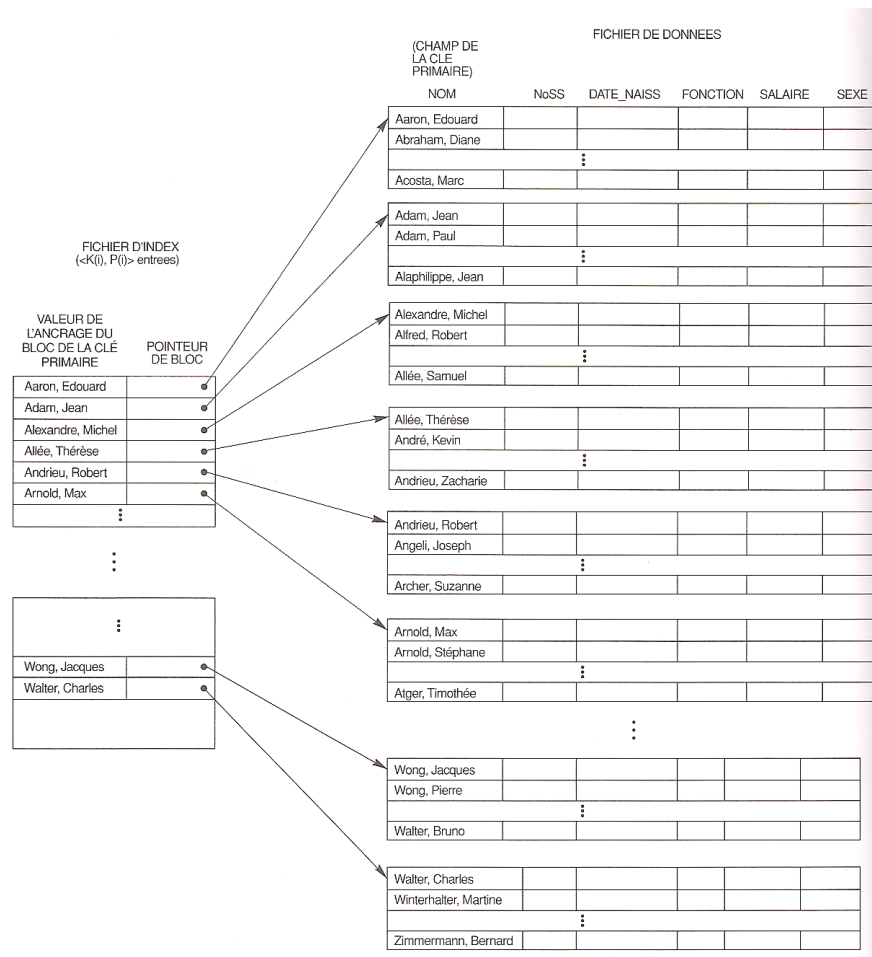 FICHIER DE DONNEES
(CHAMP DE
LA CLE
PRIMAIRE)
NOM NoSS DATE_NAISS FONCTION SALAIRE SEXE
Aaron, Edouard
Abraham, Diane
Acosta, Marc
Adam, Jean
Adam, Paul
Alaphilippe, Jean
Alexandre, Michel
Alfred, Robert
Allée, Samuel
Allée, Thérèse
André, Kevin
Andrieu, Zacharie
Andrieu, Robert
Angeli, Joseph
Archer, Suzanne
Arnold, Max
Arnold, Stéphane
Atger, Timothée
Wong, Jacques
Wong, Pierre
Walter, Bruno
Walter, Charles
Winterhalter, Martine
Zimmermann, Bernard
FICHIER D'INDEX
(<K(i), P(i)> entrees)
VALEUR DE
L'ANCRAGE DU
BLOC DE LA CLÉ
PRIMAIRE
POINTEUR
DE BLOC
Aaron, Edouard
Adam, Jean
Alexandre, Michel
Allée, Thérèse
Andrieu, Robert
Arnold, Max
Wong, Jacques
Walter, Charles